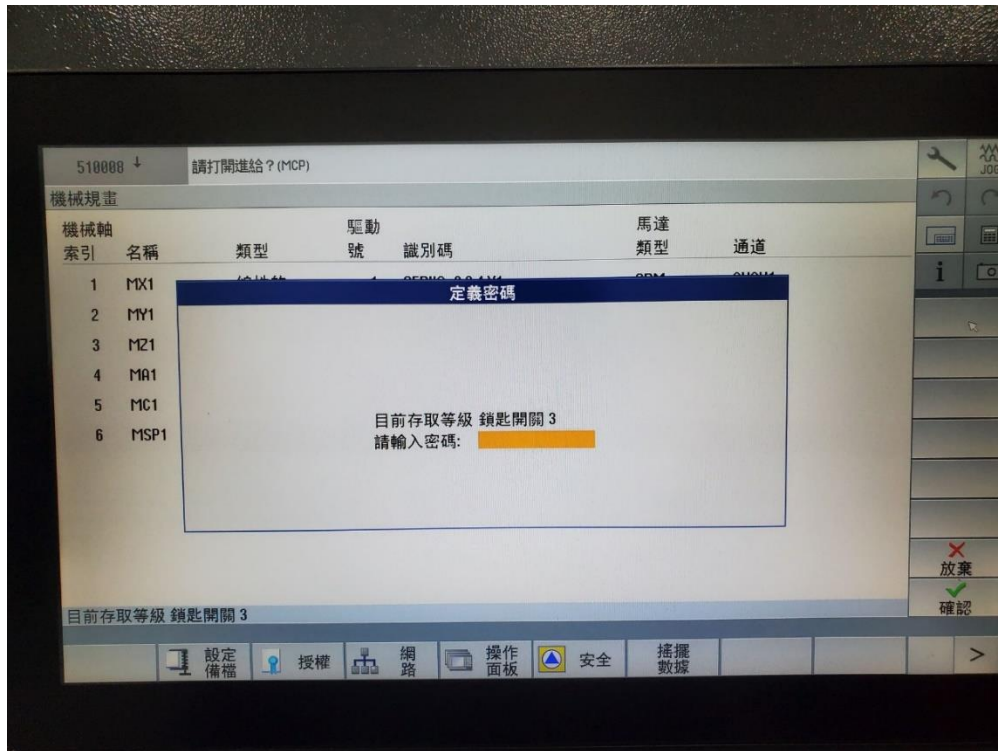 510008 ↓ 請打開進給？(MCP)
JOG
機械規畫
機械軸 驅動 馬達
索引 名稱 類型 號 識別碼 類型 通道
1 MX1
定義密碼
2 MY1
3 MZ1
4 MA1
5 MC1
6 MSP1
目前存取等級 鎖匙開關 3
請輸入密碼:
放棄
確認
目前存取等級 鎖匙開關 3
設定備檔 授權 網路 操作面板 安全 搖擺數據 >